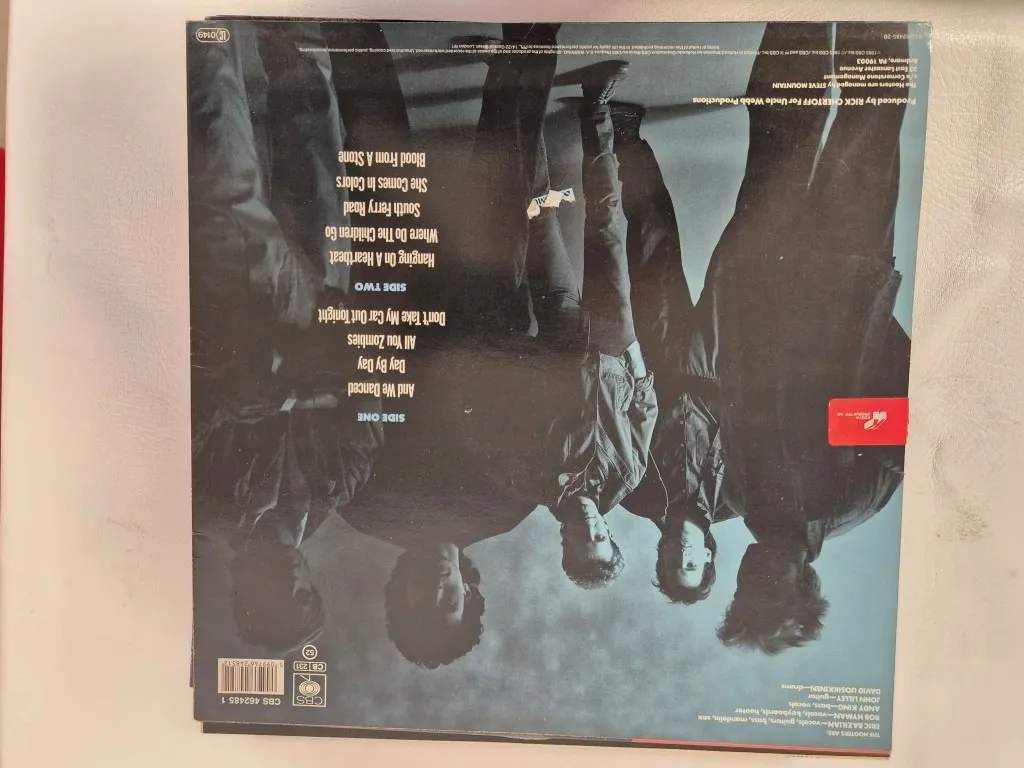 THE HOOTERS ARE:
ERIC BAZILIAN—vocals, guitars, bass, mandolin, sax
ROB HYMAN—vocals, keyboards, hooter
ANDY KING—bass, vocals
JOHN LILLEY—guitar
DAVID UOSIKKINEN—drums
CBS
CBS 462485 1
CB 231
52
5099746248512
SIDE ONE
And We Danced
Day By Day
All You Zombies
Don't Take My Car Out Tonight
SIDE TWO
Hanging On A Heartbeat
Where Do The Children Go
South Ferry Road
She Comes In Colors
Blood From A Stone
Produced by RICK CHERTOFF For Uncle Webb Productions
The Hooters are managed by STEVE MOUNTAIN
c/o Cornerstone Management
23 East Lancaster Avenue
Ardmore, PA 19003
LC 0149